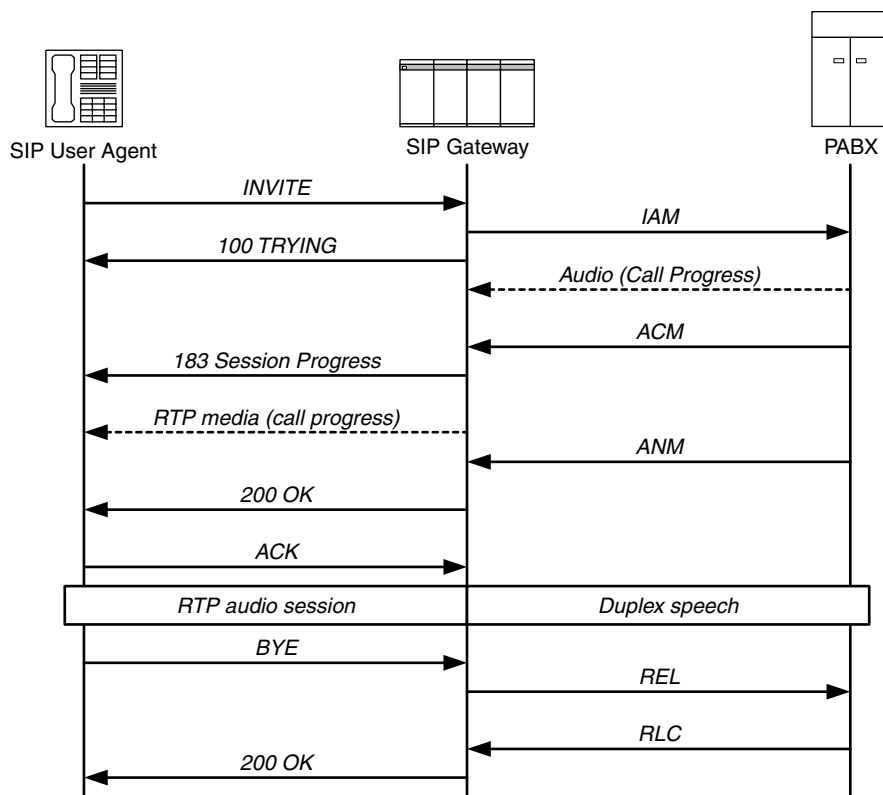 SIP User Agent
SIP Gateway
PABX
INVITE
IAM
100 TRYING
Audio (Call Progress)
ACM
183 Session Progress
RTP media (call progress)
ANM
200 OK
ACK
RTP audio session
Duplex speech
BYE
REL
RLC
200 OK